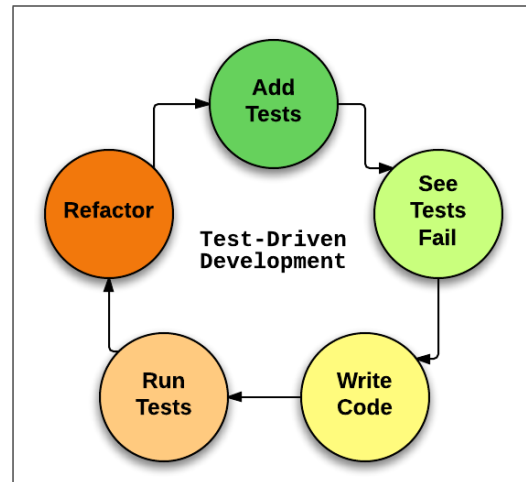 Add
Tests
See
Tests
Fail
Refactor
Test-Driven
Development
Run
Tests
Write
Code